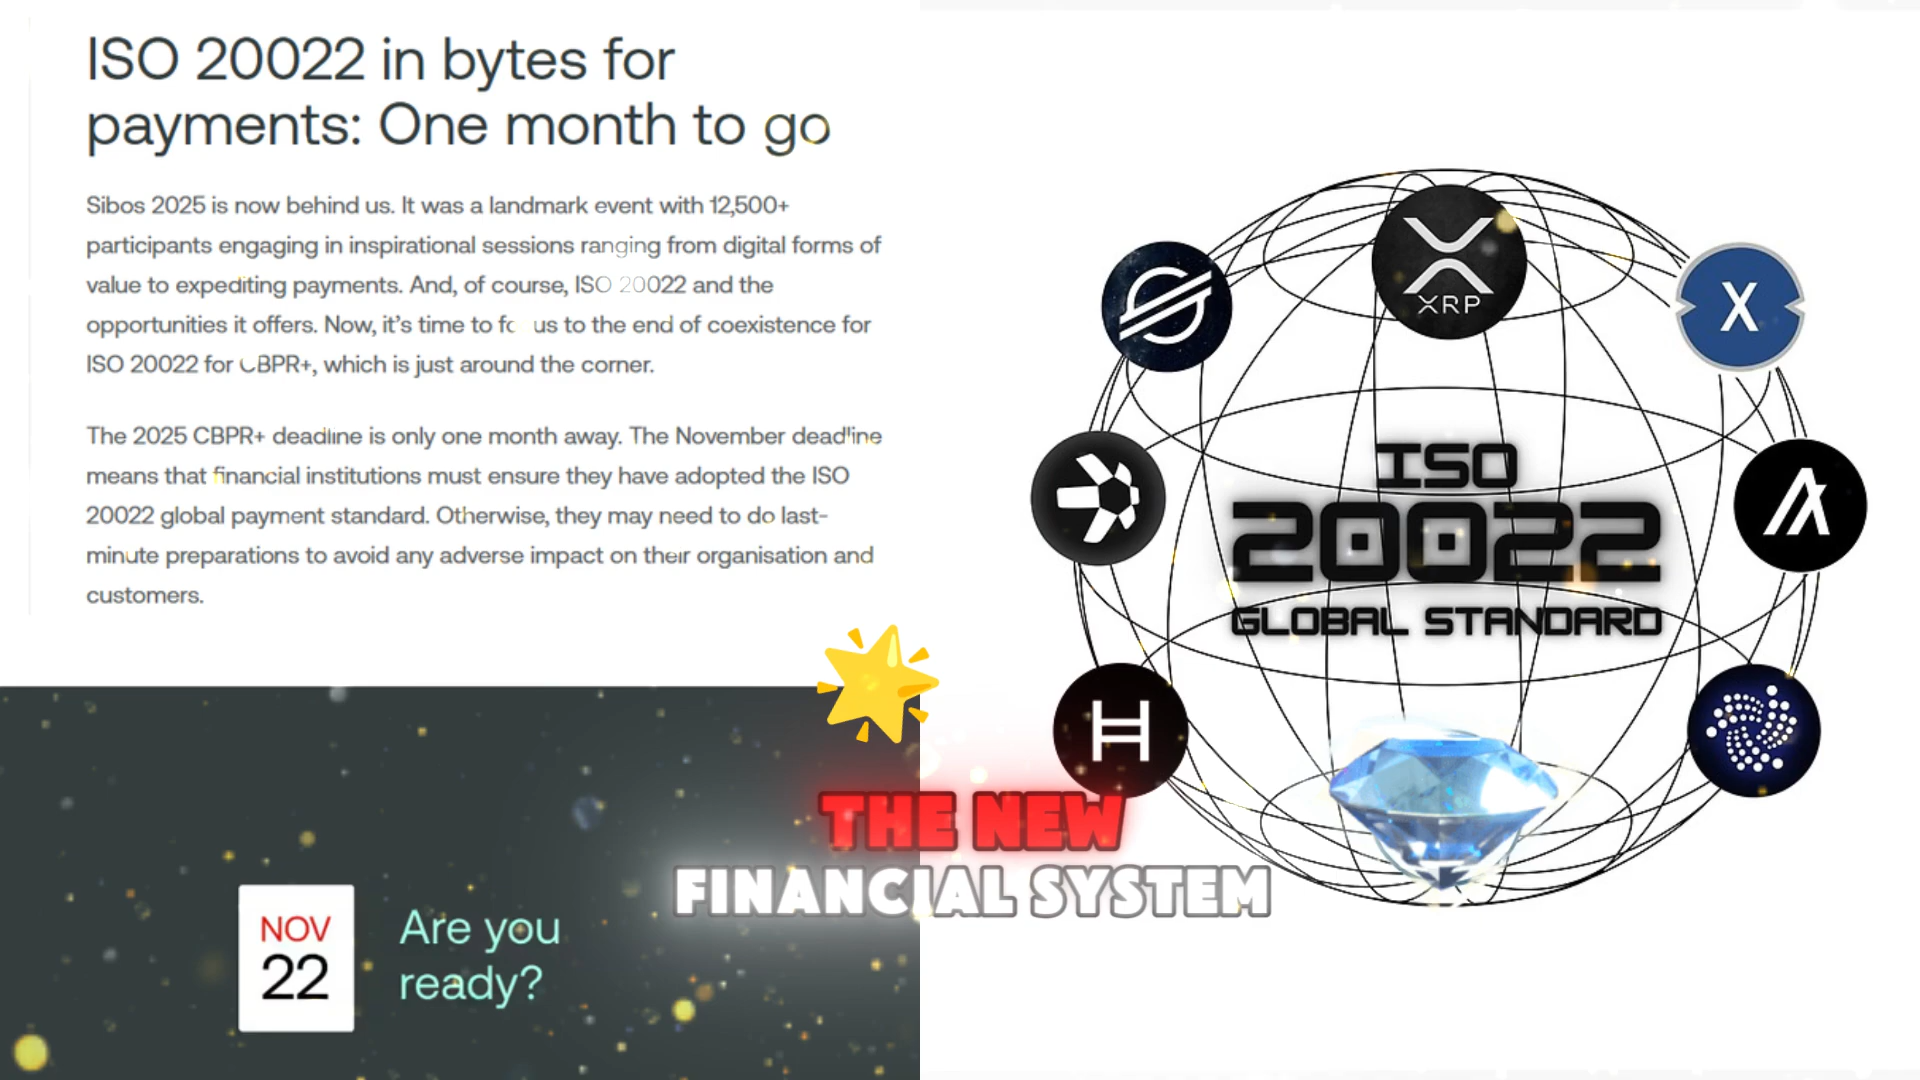 ISO 20022 in bytes for
payments: One month to go
Sibos 2025 is now behind us. It was a landmark event with 12,500+
participants engaging in inspirational sessions ranging from digital forms of
value to expediting payments. And, of course, ISO 20022 and the
opportunities it offers. Now, it's time to focus to the end of coexistence for
ISO 20022 for CBPR+, which is just around the corner.
The 2025 CBPR+ deadline is only one month away. The November deadline
means that financial institutions must ensure they have adopted the ISO
20022 global payment standard. Otherwise, they may need to do last-
minute preparations to avoid any adverse impact on their organisation and
customers.
NOV
22
Are you
ready?
XRP
X
ISO
20022
GLOBAL STANDARD
H
THE NEW
FINANCIAL SYSTEM